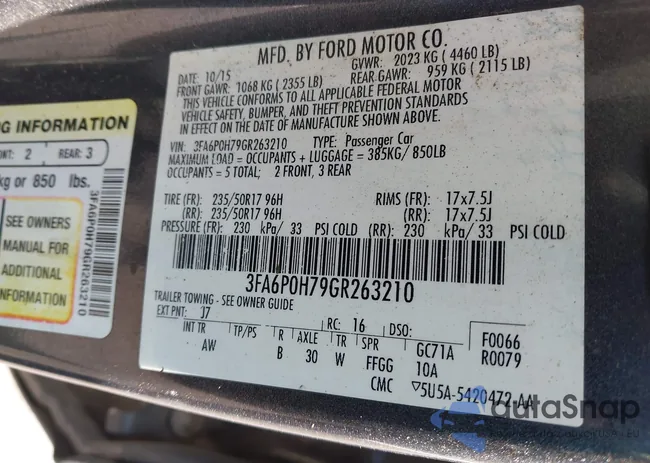 MFD. BY FORD MOTOR CO.
DATE: 10/15
GVWR: 2023 KG ( 4460 LB)
FRONT GAWR: 1068 KG ( 2355 LB)
REAR GAWR: 959 KG ( 2115 LB)
THIS VEHICLE CONFORMS TO ALL APPLICABLE FEDERAL MOTOR
VEHICLE SAFETY, BUMPER, AND THEFT PREVENTION STANDARDS
IN EFFECT ON THE DATE OF MANUFACTURE SHOWN ABOVE.
VIN: 3FA6P0H79GR263210 TYPE: Passenger Car
MAXIMUM LOAD = OCCUPANTS + LUGGAGE = 385KG/ 850LB
OCCUPANTS = 5 TOTAL; 2 FRONT, 3 REAR
TIRE (FR): 235/50R17 96H RIMS (FR): 17x7.5J
(RR): 235/50R17 96H (RR): 17x7.5J
PRESSURE (FR): 230 kPa/ 33 PSI COLD (RR): 230 kPa/ 33 PSI COLD
3FA6P0H79GR263210
TRAILER TOWING - SEE OWNER GUIDE
EXT PNT: J7 RC: 16 DSO: F0066
INT TR TP/PS R AXLE TR SPR GC71A R0079
AW B 30 W FFGG 10A
CMC ▽5U5A-5420472-AA
NG INFORMATION
ONT: 2 REAR: 3
kg or 850 lbs.
SEE OWNERS
MANUAL FOR
ADDITIONAL
INFORMATION
3FA6P0H79GR263210
autoSnap